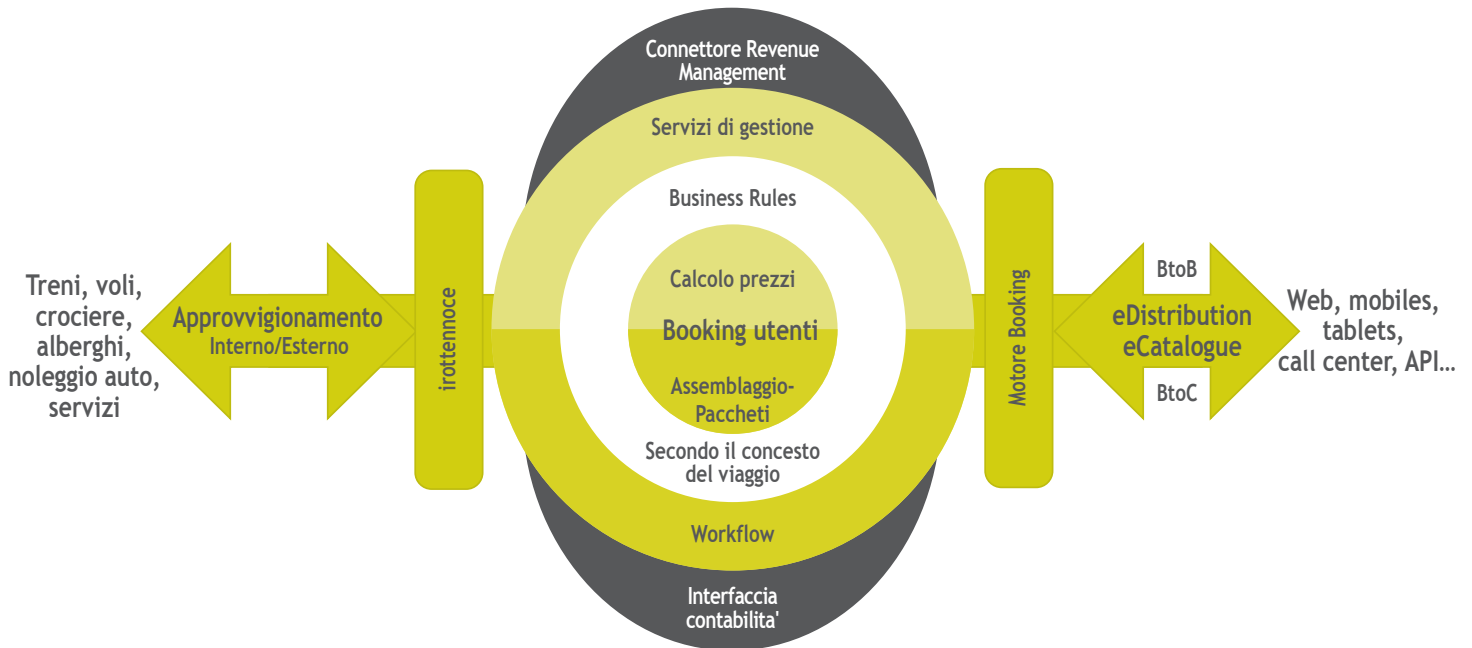 Connettore Revenue
Management
Servizi di gestione
Business Rules
Calcolo prezzi
Booking utenti
Assemblaggio-
Paccheti
Secondo il concesto
del viaggio
Workflow
Interfaccia
contabilita'
Treni, voli,
crociere,
alberghi,
noleggio auto,
servizi
Approvvigionamento
Interno/Esterno
irottennoce
Motore Booking
BtoB
eDistribution
eCatalogue
BtoC
Web, mobiles,
tablets,
call center, API...